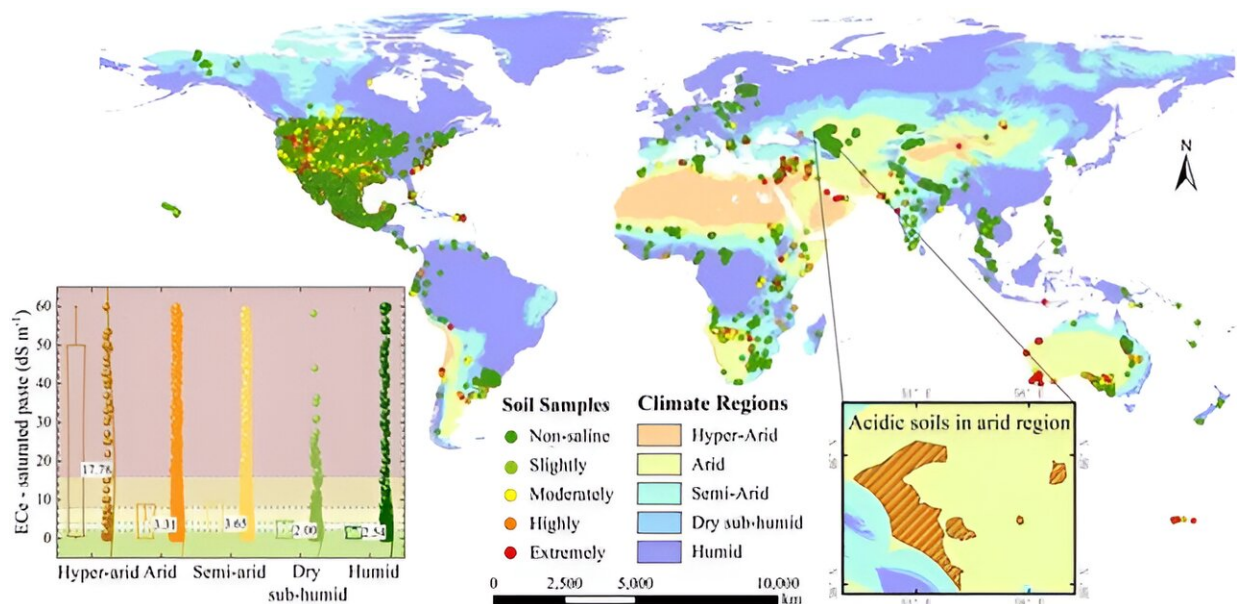 N
60
50
40
30
20
10
0
ECe - saturated paste (dS m⁻¹)
17.76
3.31
3.65
2.00
2.54
Hyper-arid
Arid
Semi-arid
Dry
sub-humid
Humid
Soil Samples
Non-saline
Slightly
Moderately
Highly
Extremely
Climate Regions
Hyper-Arid
Arid
Semi-Arid
Dry sub-humid
Humid
0
2,500
5,000
10,000
km
Acidic soils in arid region